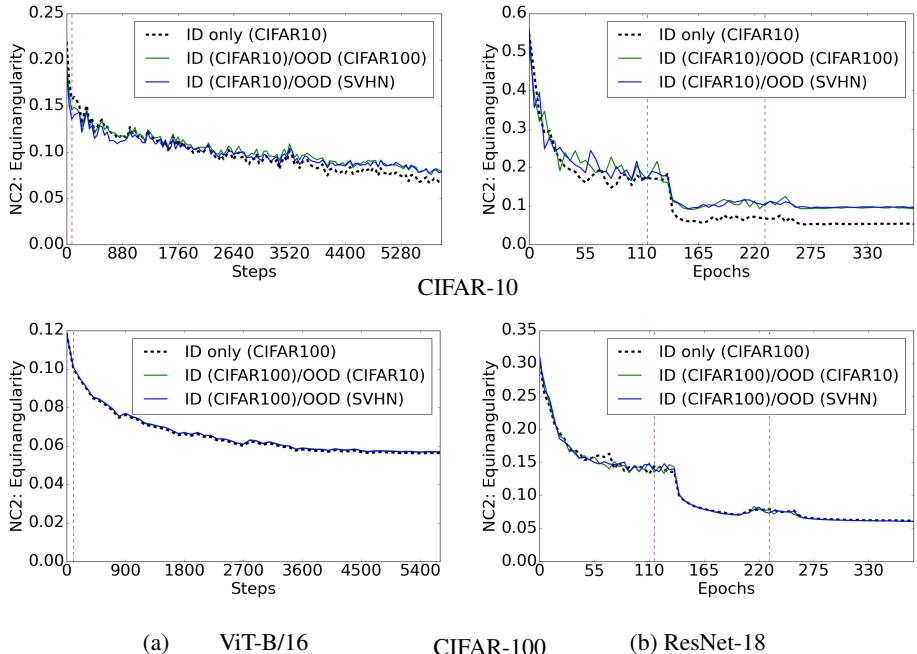 0.25
0.20
0.15
0.10
0.05
0.00
NC2: Equinangularity
ID only (CIFAR10)
ID (CIFAR10)/OOD (CIFAR100)
ID (CIFAR10)/OOD (SVHN)
0 880 1760 2640 3520 4400 5280
Steps
0.6
0.5
0.4
0.3
0.2
0.1
0.0
NC2: Equinangularity
ID only (CIFAR10)
ID (CIFAR10)/OOD (CIFAR100)
ID (CIFAR10)/OOD (SVHN)
0 55 110 165 220 275 330
Epochs
CIFAR-10
0.12
0.10
0.08
0.06
0.04
0.02
0.00
NC2: Equinangularity
ID only (CIFAR100)
ID (CIFAR100)/OOD (CIFAR10)
ID (CIFAR100)/OOD (SVHN)
0 900 1800 2700 3600 4500 5400
Steps
0.35
0.30
0.25
0.20
0.15
0.10
0.05
0.00
NC2: Equinangularity
ID only (CIFAR100)
ID (CIFAR100)/OOD (CIFAR10)
ID (CIFAR100)/OOD (SVHN)
0 55 110 165 220 275 330
Epochs
(a) ViT-B/16
CIFAR-100
(b) ResNet-18